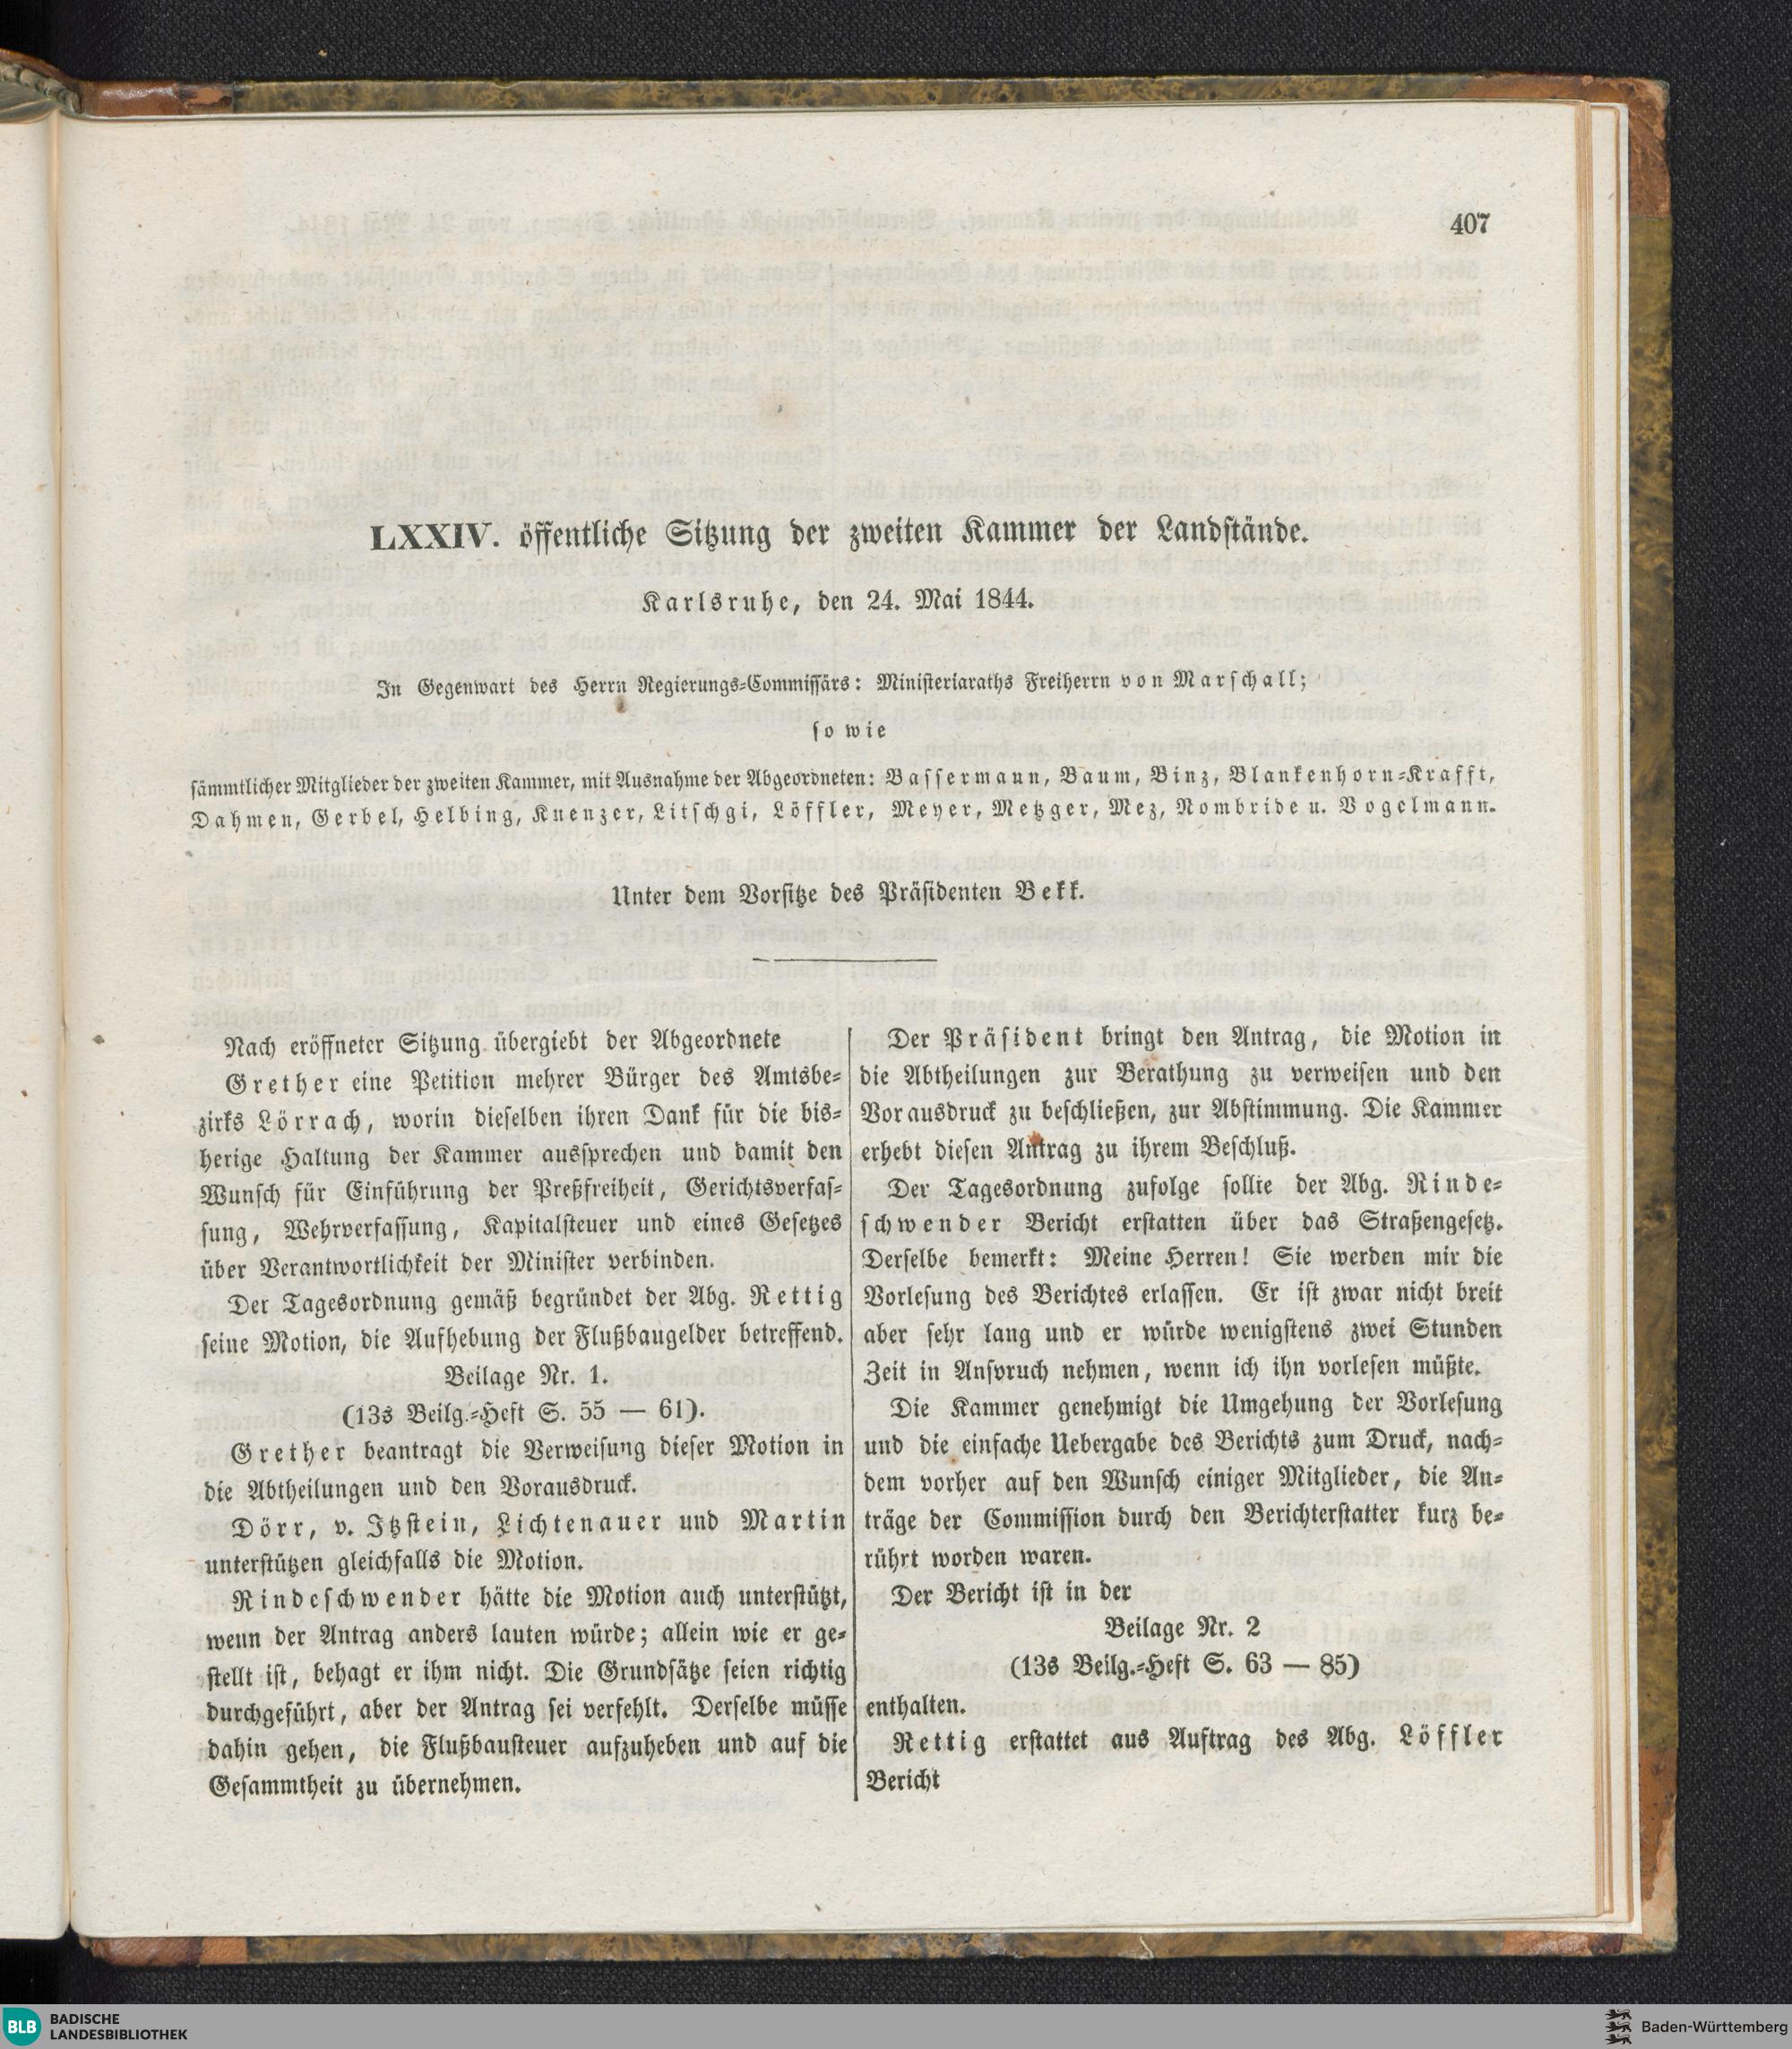 407
LXXIV. öffentliche Sitzung der zweiten Kammer der Landstände.
Karlsruhe, den 24. Mai 1844.
In Gegenwart des Herrn Regierungs-Commissärs: Ministeriaraths Freiherrn von Marschall;
sowie
sämmtlicher Mitglieder der zweiten Kammer, mit Ausnahme der Abgeordneten: Bassermann, Baum, Binz, Blankenhorn-Krafft,
Dahmen, Gerbel, Helbing, Knenzer, Litschgi, Löffler, Meyer, Metzger, Mez, Nombride u. Vogelmann.
Unter dem Vorsitze des Präsidenten Bekk.
Nach eröffneter Sitzung übergiebt der Abgeordnete
Grether eine Petition mehrer Bürger des Amtsbe-
zirks Lörrach, worin dieselben ihren Dank für die bis-
herige Haltung der Kammer aussprechen und damit den
Wunsch für Einführung der Preßfreiheit, Gerichtsverfas-
sung, Wehrverfassung, Kapitalsteuer und eines Gesetzes
über Verantwortlichkeit der Minister verbinden.
Der Tagesordnung gemäß begründet der Abg. Rettig
seine Motion, die Aufhebung der Flußbaugelder betreffend.
Beilage Nr. 1.
(13s Beilg.-Heft S. 55 — 61).
Grether beantragt die Verweisung dieser Motion in
die Abtheilungen und den Vorausdruck.
Dörr, v. Itzstein, Lichtenauer und Martin
unterstützen gleichfalls die Motion.
Rindeschwender hätte die Motion auch unterstützt,
wenn der Antrag anders lauten würde; allein wie er ge-
stellt ist, behagt er ihm nicht. Die Grundsätze seien richtig
durchgeführt, aber der Antrag sei verfehlt. Derselbe müsse
dahin gehen, die Flußbausteuer aufzuheben und auf die
Gesammtheit zu übernehmen.
Der Präsident bringt den Antrag, die Motion in
die Abtheilungen zur Berathung zu verweisen und den
Vorausdruck zu beschließen, zur Abstimmung. Die Kammer
erhebt diesen Antrag zu ihrem Beschluß.
Der Tagesordnung zufolge sollte der Abg. Rinde-
schwender Bericht erstatten über das Straßengesetz.
Derselbe bemerkt: Meine Herren! Sie werden mir die
Vorlesung des Berichtes erlassen. Er ist zwar nicht breit
aber sehr lang und er würde wenigstens zwei Stunden
Zeit in Anspruch nehmen, wenn ich ihn vorlesen müßte.
Die Kammer genehmigt die Umgehung der Vorlesung
und die einfache Uebergabe des Berichts zum Druck, nach-
dem vorher auf den Wunsch einiger Mitglieder, die An-
träge der Commission durch den Berichterstatter kurz be-
rührt worden waren.
Der Bericht ist in der
Beilage Nr. 2
(13s Beilg.-Heft S. 63 — 85)
enthalten.
Rettig erstattet aus Auftrag des Abg. Löffler
Bericht
BLB BADISCHE
LANDESBIBLIOTHEK
Baden-Württemberg